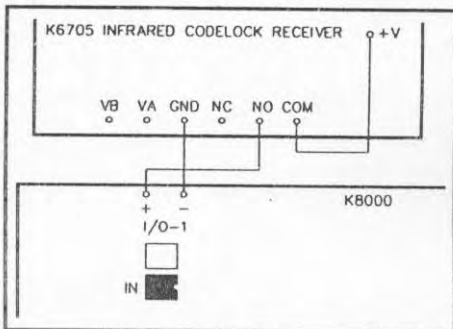 K6705 INFRARED CODELOCK RECEIVER +V
VB VA GND NC NO COM
+ - K8000
I/O-1
IN